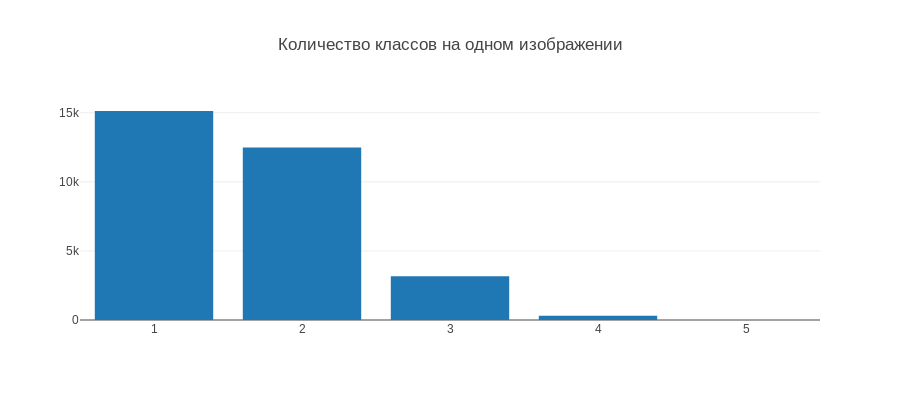 Количество классов на одном изображении
15k
10k
5k
0
1 2 3 4 5